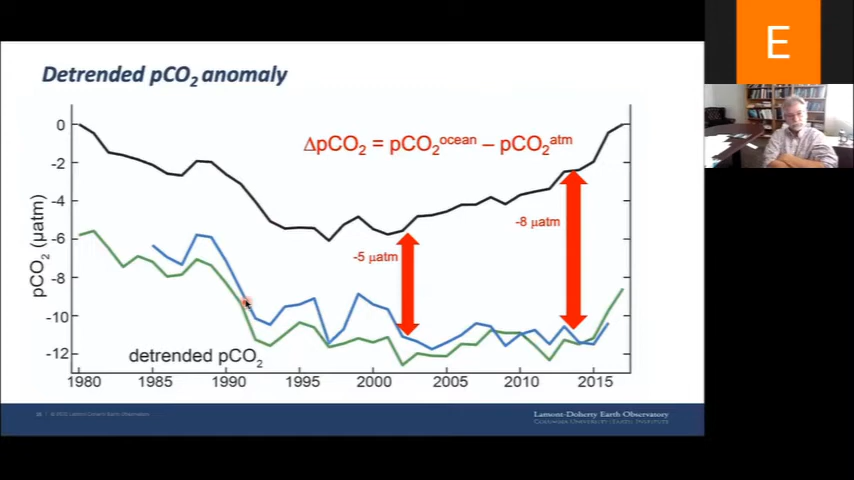 Detrended pCO₂ anomaly
E
0
-2
-4
-6
-8
-10
-12
pCO₂ (µatm)
ΔpCO₂ = pCO₂ᵒᶜᵉᵃⁿ – pCO₂ᵃᵗᵐ
-5 µatm
-8 µatm
detrended pCO₂
1980 1985 1990 1995 2000 2005 2010 2015
Lamont-Doherty Earth Observatory
Columbia University | Earth Institute